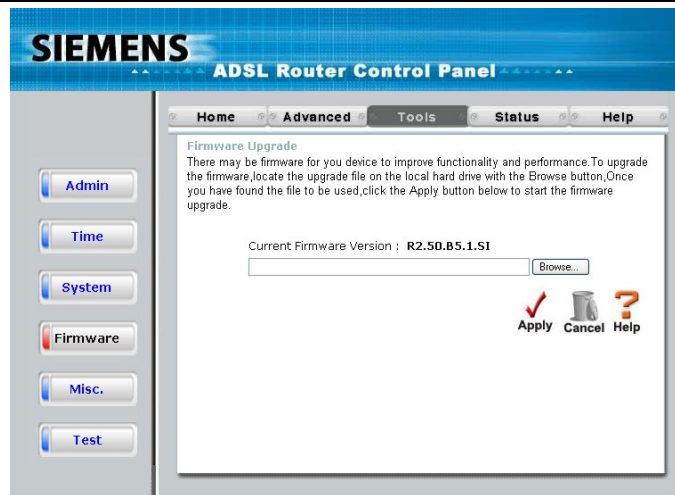 SIEMENS
ADSL Router Control Panel
Home
Advanced
Tools
Status
Help
Admin
Time
System
Firmware
Misc.
Test
Firmware Upgrade
There may be firmware for you device to improve functionality and performance.To upgrade
the firmware,locate the upgrade file on the local hard drive with the Browse button,Once
you have found the file to be used,click the Apply button below to start the firmware
upgrade.
Current Firmware Version : R2.50.B5.1.SI
Browse...
Apply
Cancel
Help